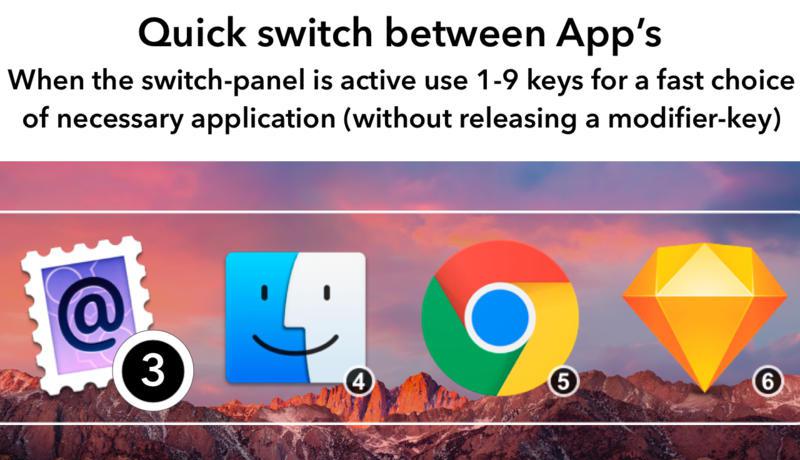 Quick switch between App’s
When the switch-panel is active use 1-9 keys for a fast choice
of necessary application (without releasing a modifier-key)
@
3
4
5
6